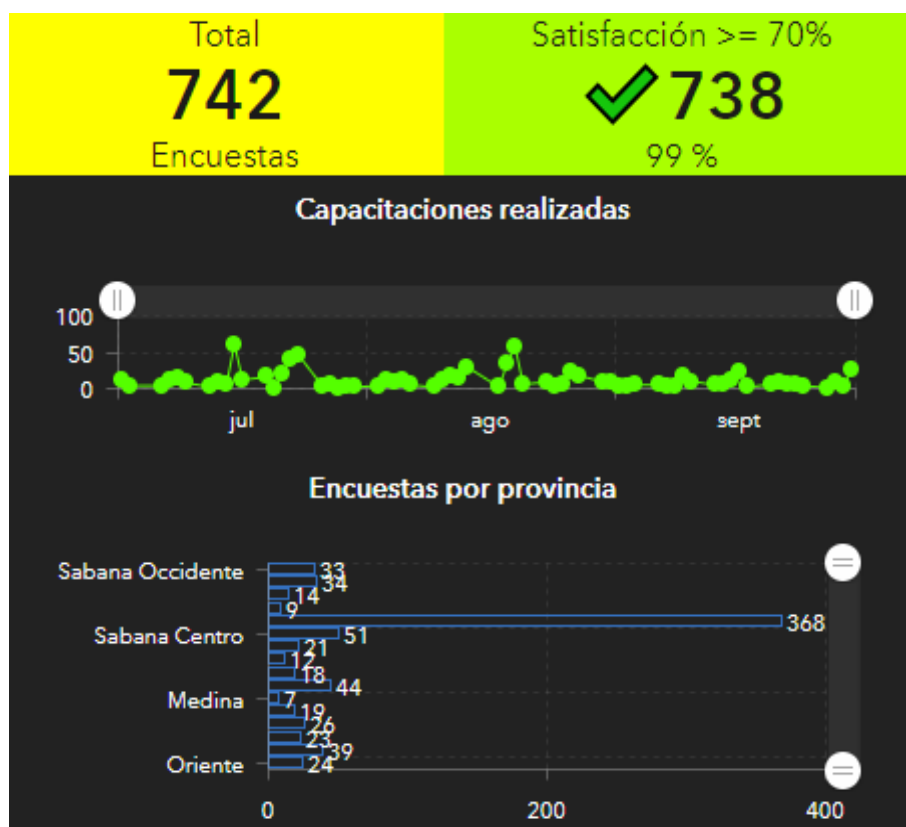 Total
742
Encuestas
Satisfacción >= 70%
738
99 %
Capacitaciones realizadas
100
50
0
jul
ago
sept
Encuestas por provincia
Sabana Occidente
33
34
14
9
368
Sabana Centro
51
21
12
18
44
Medina
7
19
26
23
39
Oriente
24
0
200
400